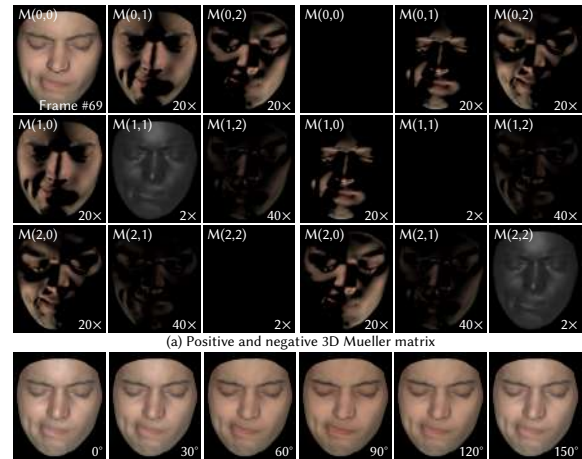 M(0,0) M(0,1) M(0,2) M(0,0) M(0,1) M(0,2)
Frame #69 20× 20× 20× 20×
M(1,0) M(1,1) M(1,2) M(1,0) M(1,1) M(1,2)
20× 2× 40× 20× 2× 40×
M(2,0) M(2,1) M(2,2) M(2,0) M(2,1) M(2,2)
20× 40× 2× 20× 40× 2×
(a) Positive and negative 3D Mueller matrix
0° 30° 60° 90° 120° 150°